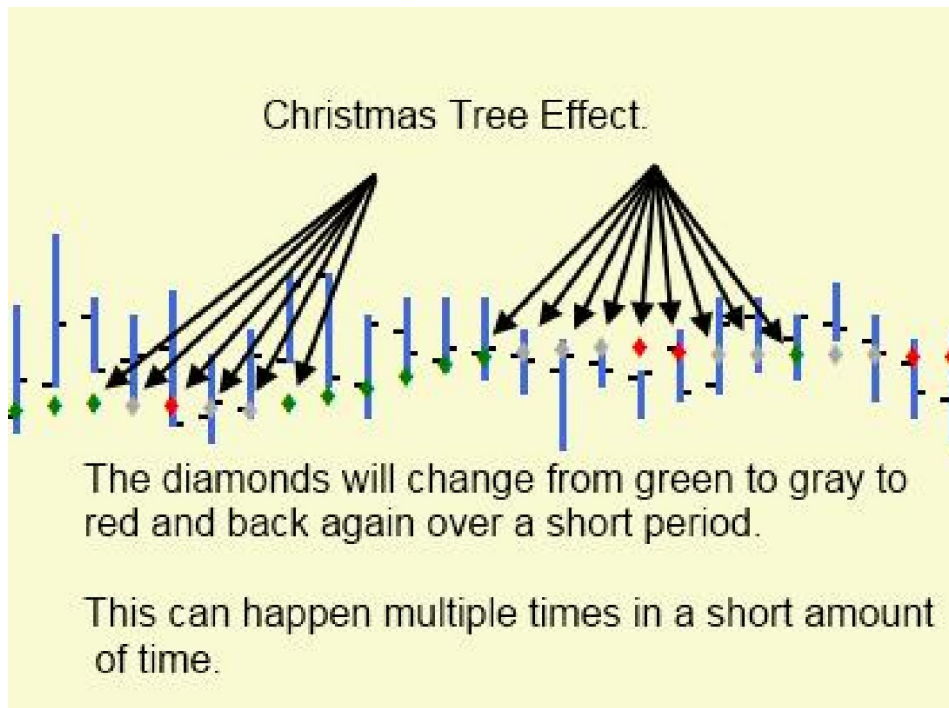 Christmas Tree Effect.
The diamonds will change from green to gray to
red and back again over a short period.
This can happen multiple times in a short amount
of time.